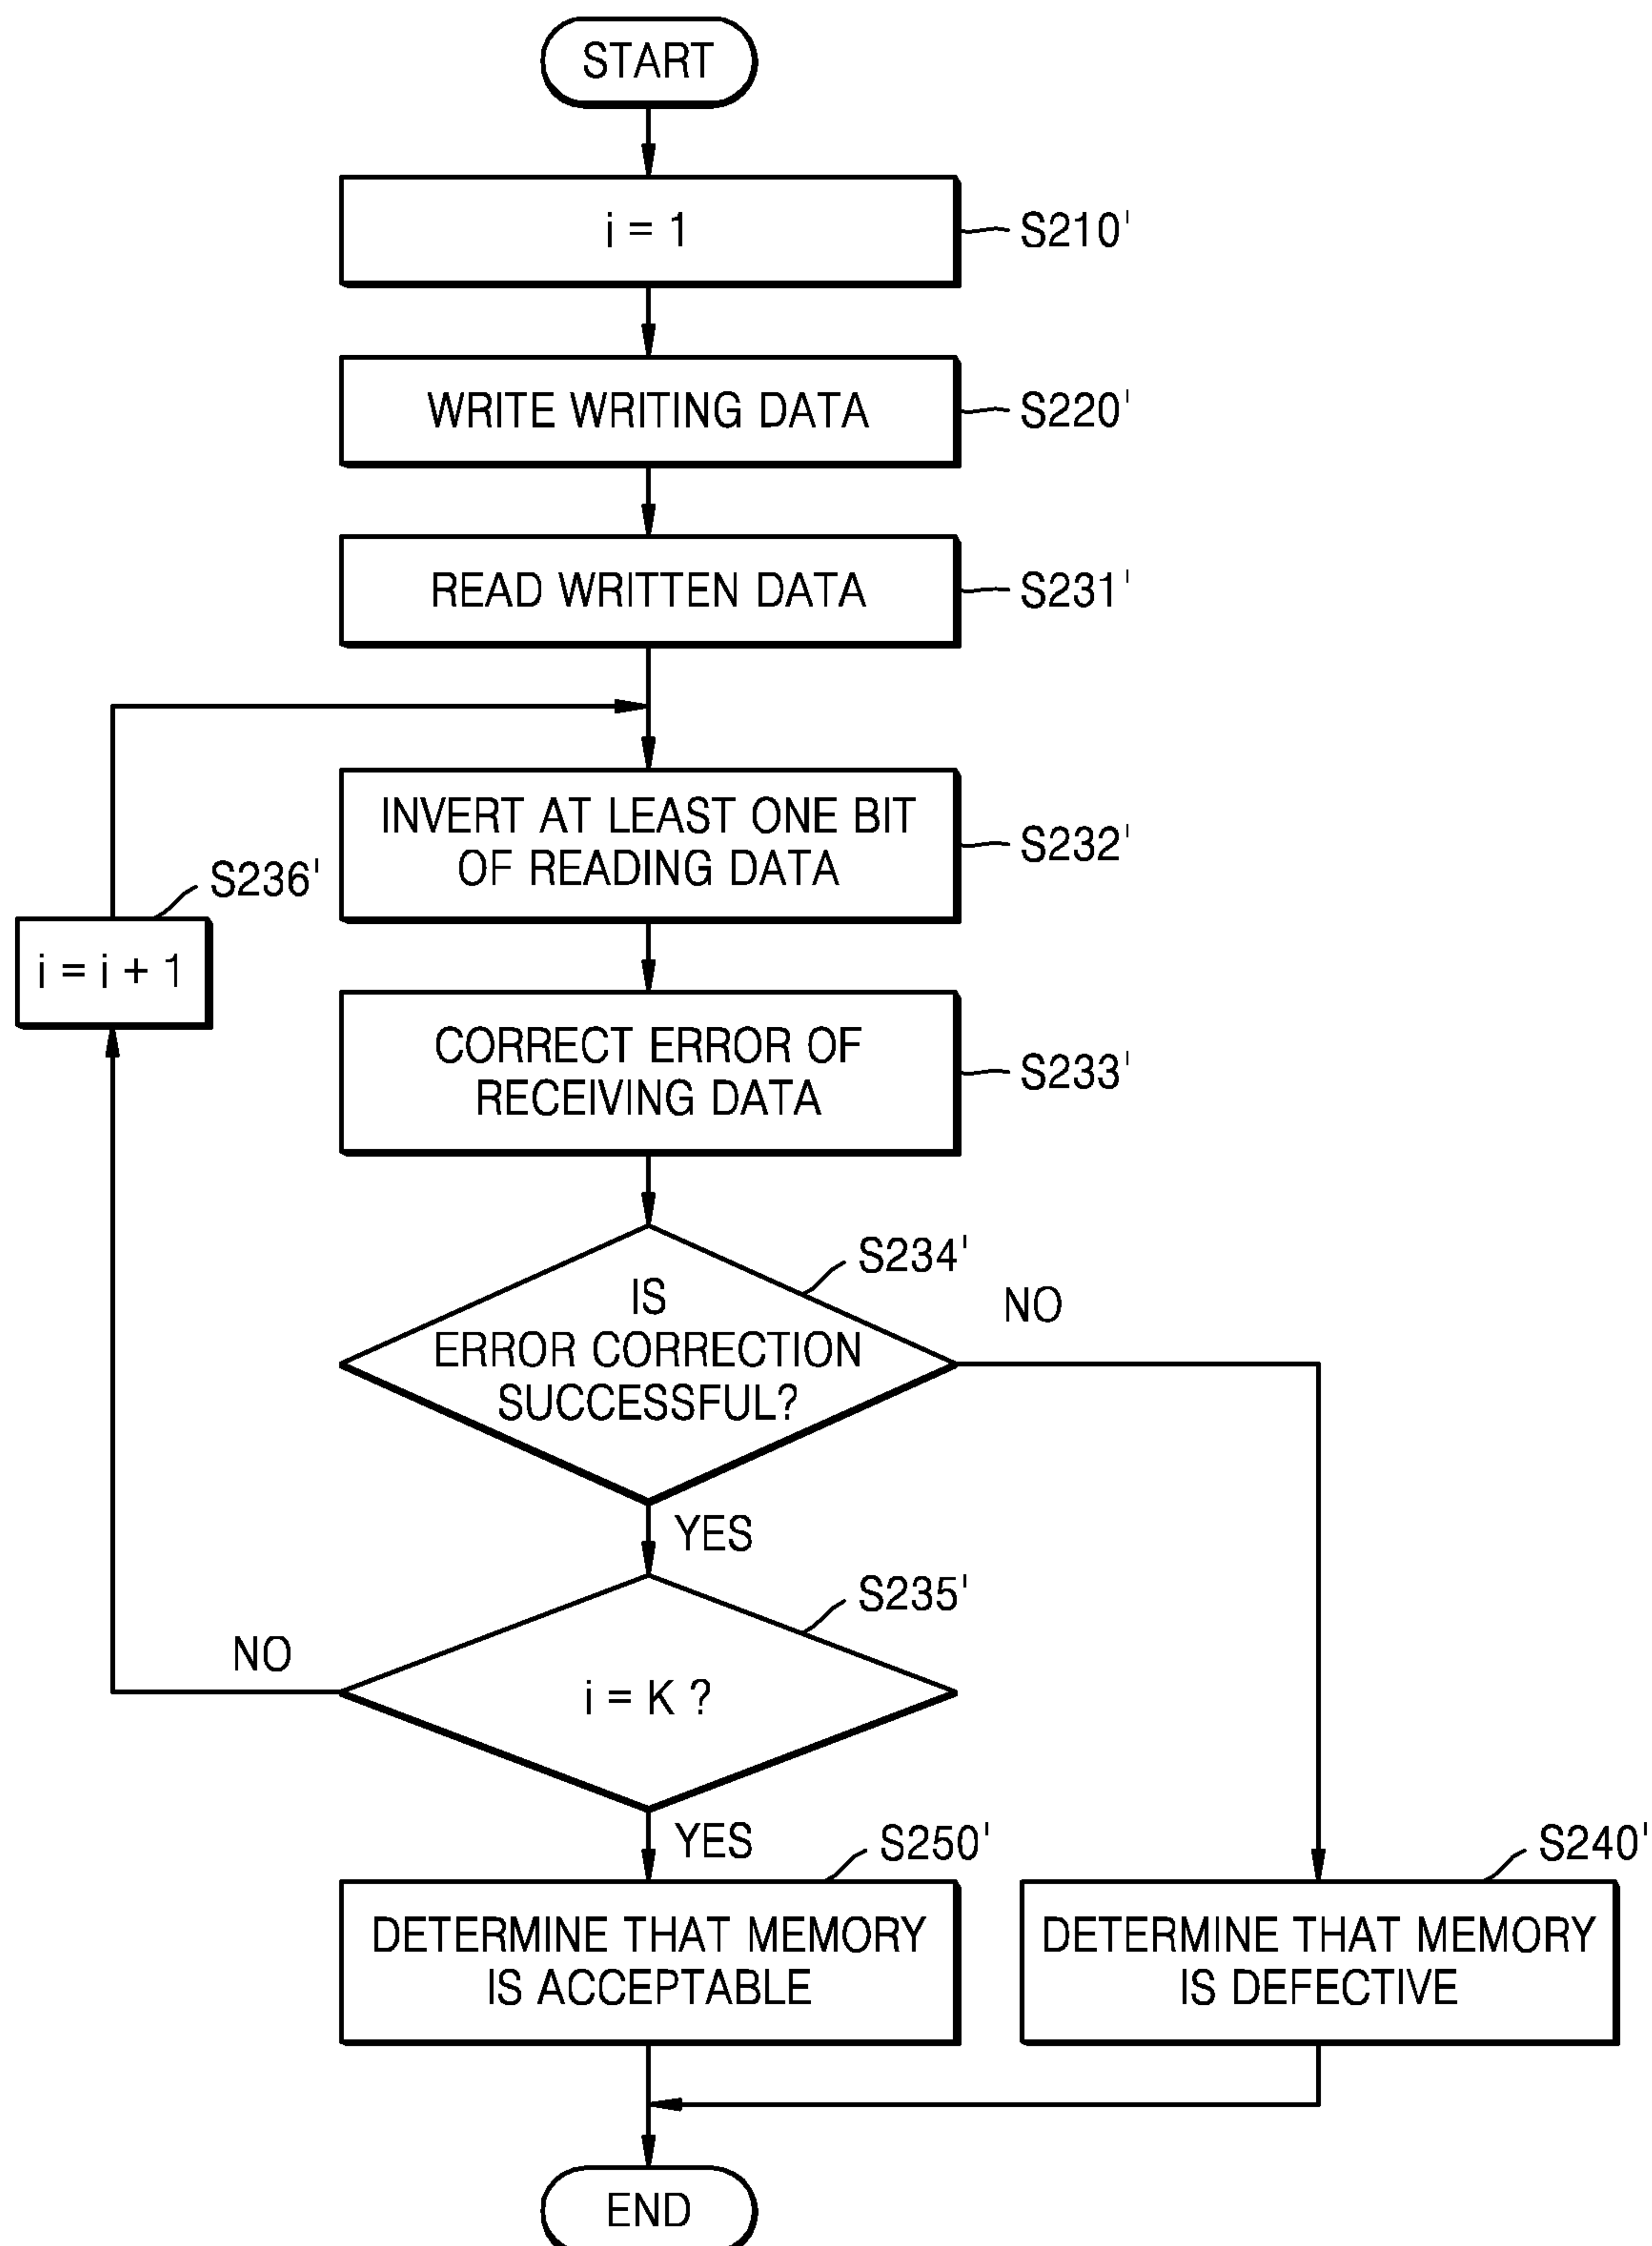 START
i = 1
S210'
WRITE WRITING DATA
S220'
READ WRITTEN DATA
S231'
INVERT AT LEAST ONE BIT
OF READING DATA
S232'
S236'
i = i + 1
CORRECT ERROR OF
RECEIVING DATA
S233'
S234'
IS
ERROR CORRECTION
SUCCESSFUL?
NO
YES
S235'
NO
i = K ?
YES
S250'
S240'
DETERMINE THAT MEMORY
IS ACCEPTABLE
DETERMINE THAT MEMORY
IS DEFECTIVE
END